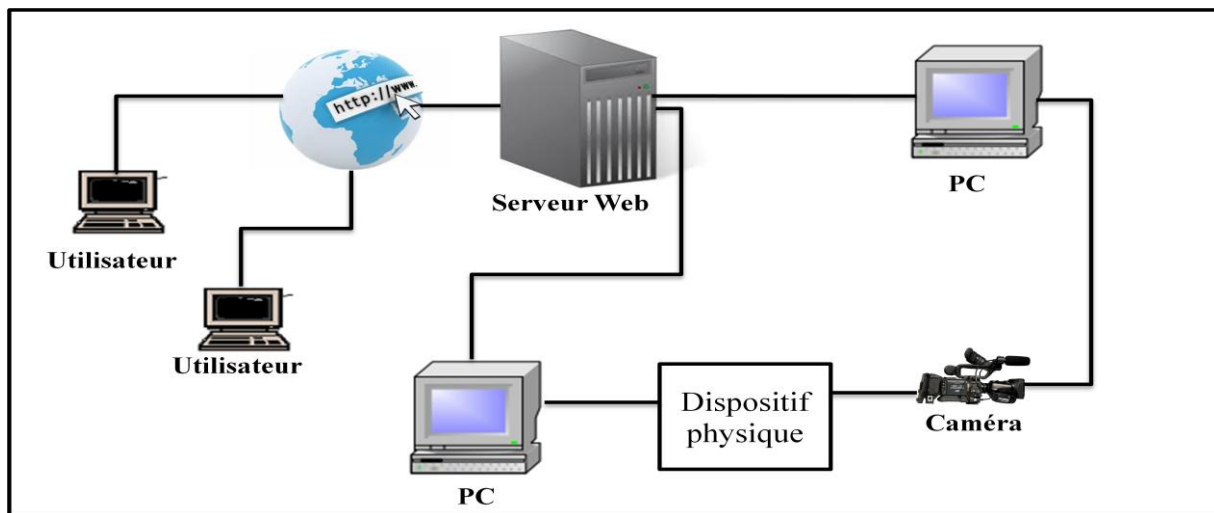 http://www.
Serveur Web
PC
Utilisateur
Utilisateur
Dispositif
physique
Caméra
PC